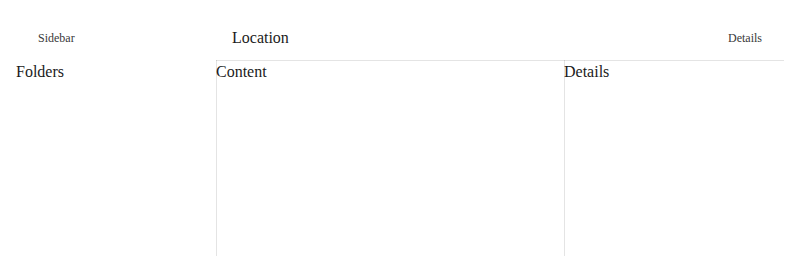 Sidebar
Location
Details
Folders
Content
Details